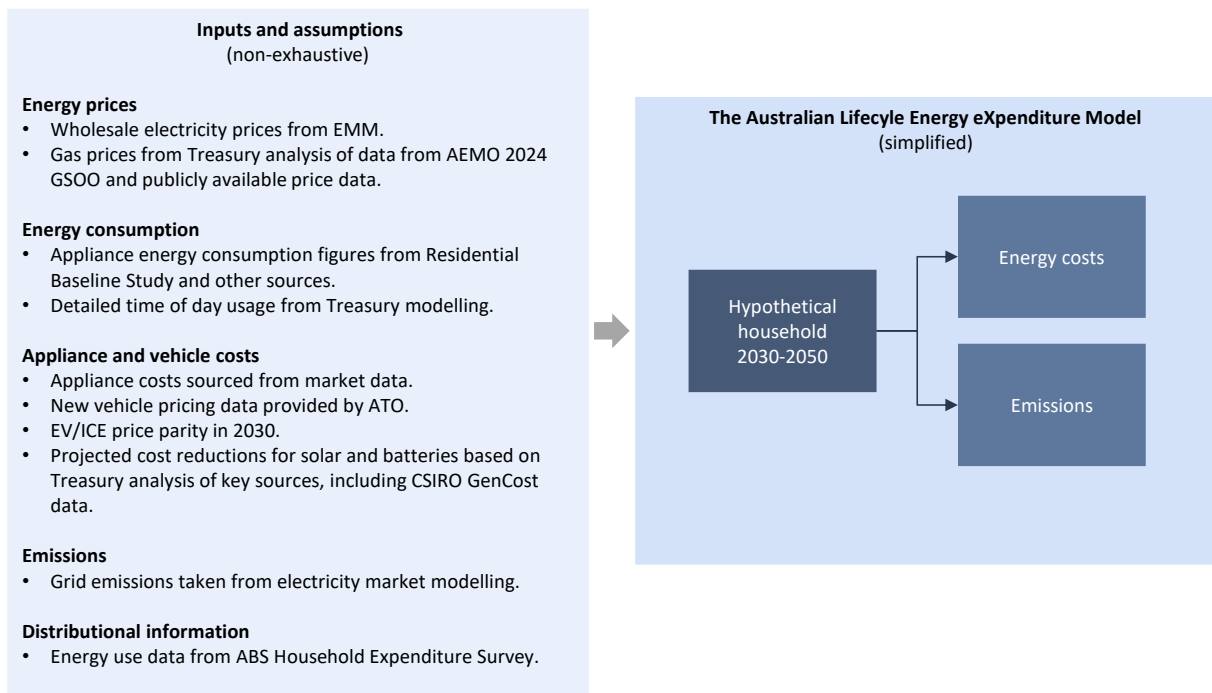 Inputs and assumptions
(non-exhaustive)
Energy prices
• Wholesale electricity prices from EMM.
• Gas prices from Treasury analysis of data from AEMO 2024
GSOO and publicly available price data.
Energy consumption
• Appliance energy consumption figures from Residential
Baseline Study and other sources.
• Detailed time of day usage from Treasury modelling.
Appliance and vehicle costs
• Appliance costs sourced from market data.
• New vehicle pricing data provided by ATO.
• EV/ICE price parity in 2030.
• Projected cost reductions for solar and batteries based on
Treasury analysis of key sources, including CSIRO GenCost
data.
Emissions
• Grid emissions taken from electricity market modelling.
Distributional information
• Energy use data from ABS Household Expenditure Survey.
The Australian Lifecyle Energy eXpenditure Model
(simplified)
Hypothetical
household
2030-2050
Energy costs
Emissions